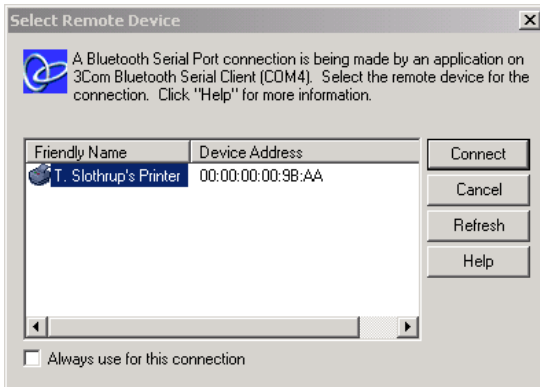 Select Remote Device
A Bluetooth Serial Port connection is being made by an application on
3Com Bluetooth Serial Client (COM4). Select the remote device for the
connection. Click "Help" for more information.
Friendly Name Device Address
T. Slothrup's Printer 00:00:00:00:9B:AA
Connect
Cancel
Refresh
Help
Always use for this connection